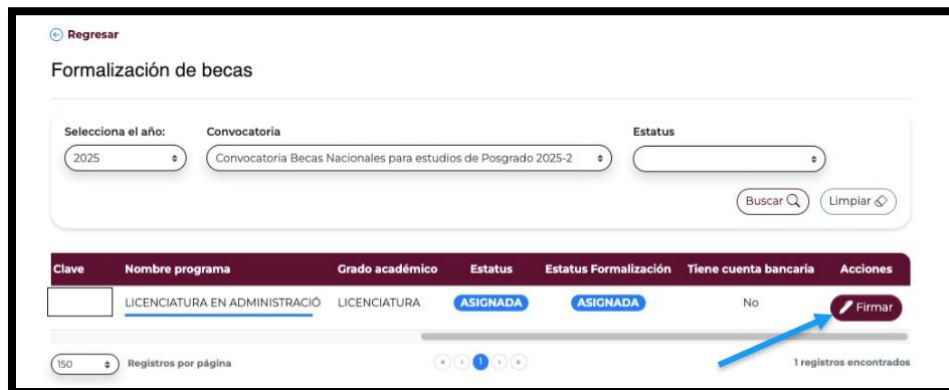 Regresar
Formalización de becas
Selecciona el año: Convocatoria Estatus
2025 Convocatoria Becas Nacionales para estudios de Posgrado 2025-2
Buscar Limpiar
Clave Nombre programa Grado académico Estatus Estatus Formalización Tiene cuenta bancaria Acciones
LICENCIATURA EN ADMINISTRACIÓ LICENCIATURA ASIGNADA ASIGNADA No Firmar
150 Registros por página « ‹ 1 › » 1 registros encontrados